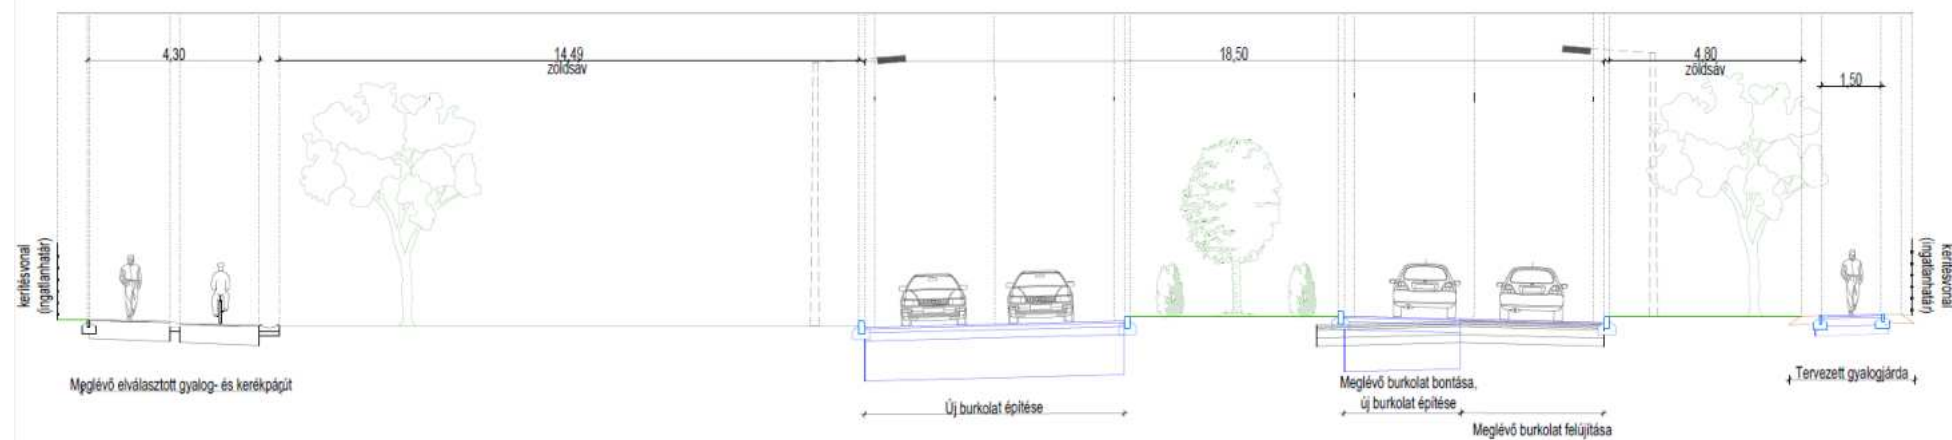 4,30
14,49
zöldsáv
18,50
4,80
zöldsáv
1,50
kerítésvonal
(ingatlanhatár)
kerítésvonal
(ingatlanhatár)
Meglévő elválasztott gyalog- és kerékpárút
Új burkolat építése
Meglévő burkolat bontása,
új burkolat építése
Meglévő burkolat felújítása
Tervezett gyalogjárda